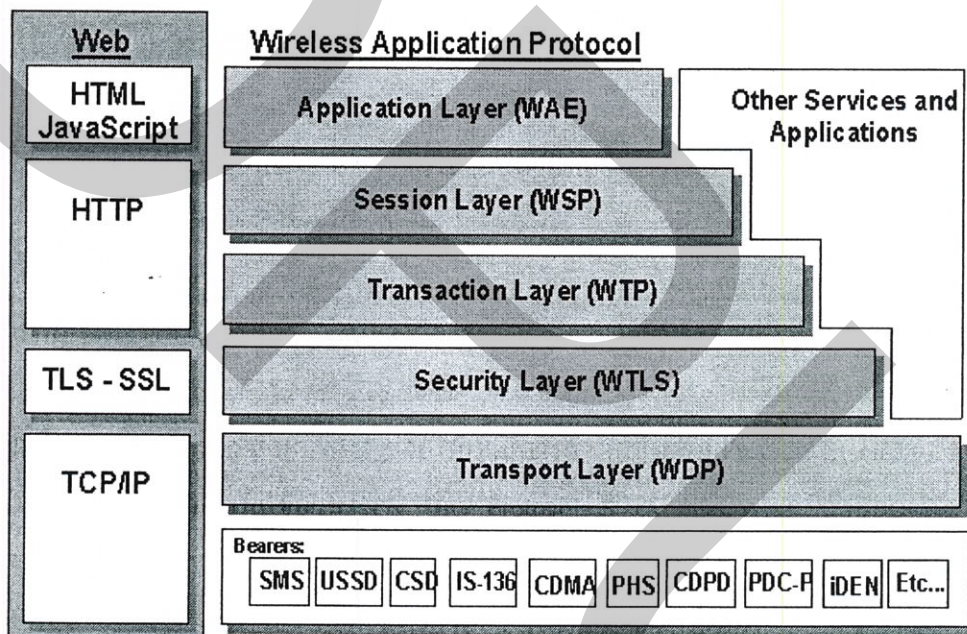 Web
HTML
JavaScript
HTTP
TLS - SSL
TCP/IP
Wireless Application Protocol
Application Layer (WAE)
Session Layer (WSP)
Transaction Layer (WTP)
Security Layer (WTLS)
Transport Layer (WDP)
Other Services and
Applications
Bearers:
SMS USSD CSD IS-136 CDMA PHS CDPD PDC-P iDEN Etc...